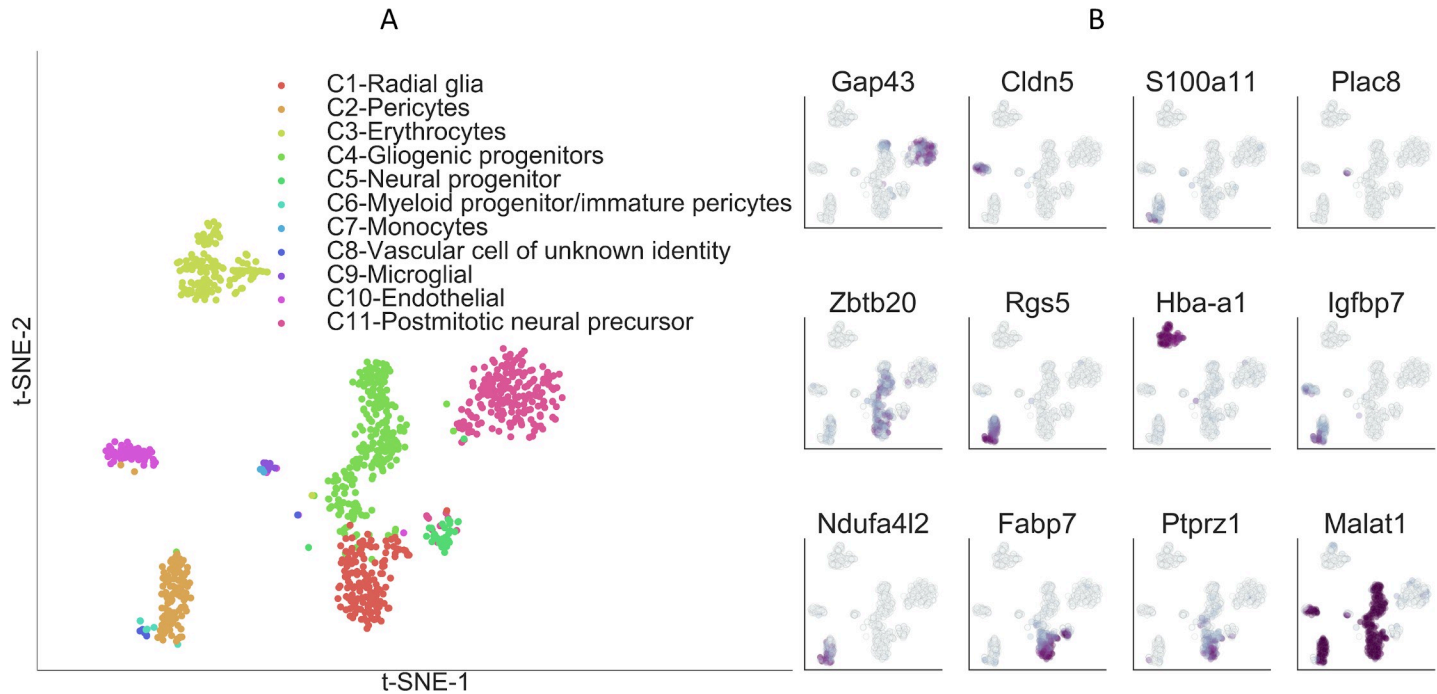 A
B
C1-Radial glia
C2-Pericytes
C3-Erythrocytes
C4-Gliogenic progenitors
C5-Neural progenitor
C6-Myeloid progenitor/immature pericytes
C7-Monocytes
C8-Vascular cell of unknown identity
C9-Microglial
C10-Endothelial
C11-Postmitotic neural precursor
t-SNE-2
t-SNE-1
Gap43
Cldn5
S100a11
Plac8
Zbtb20
Rgs5
Hba-a1
Igfbp7
Ndufa4l2
Fabp7
Ptprz1
Malat1